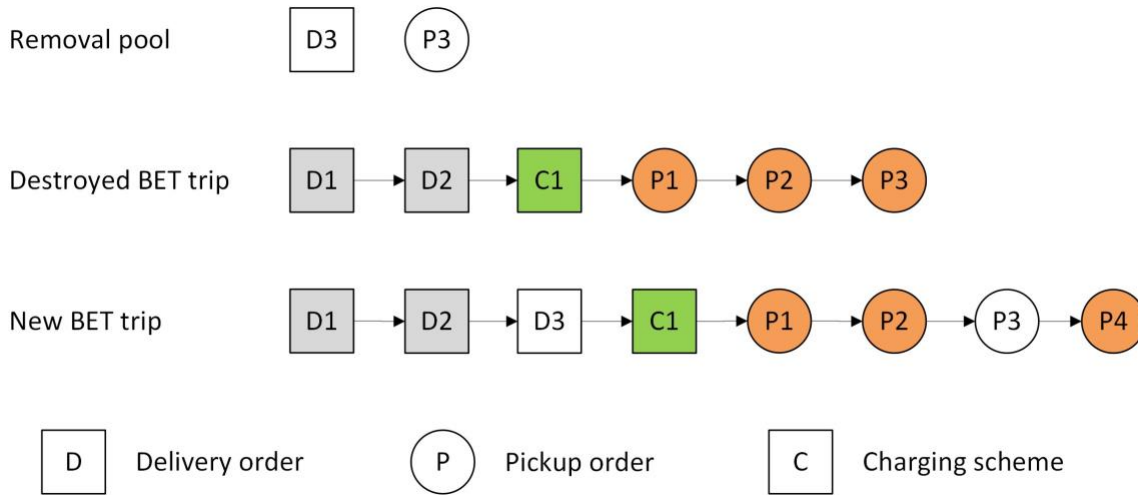 Removal pool D3 P3
Destroyed BET trip D1 D2 C1 P1 P2 P3
New BET trip D1 D2 D3 C1 P1 P2 P3 P4
D Delivery order P Pickup order C Charging scheme